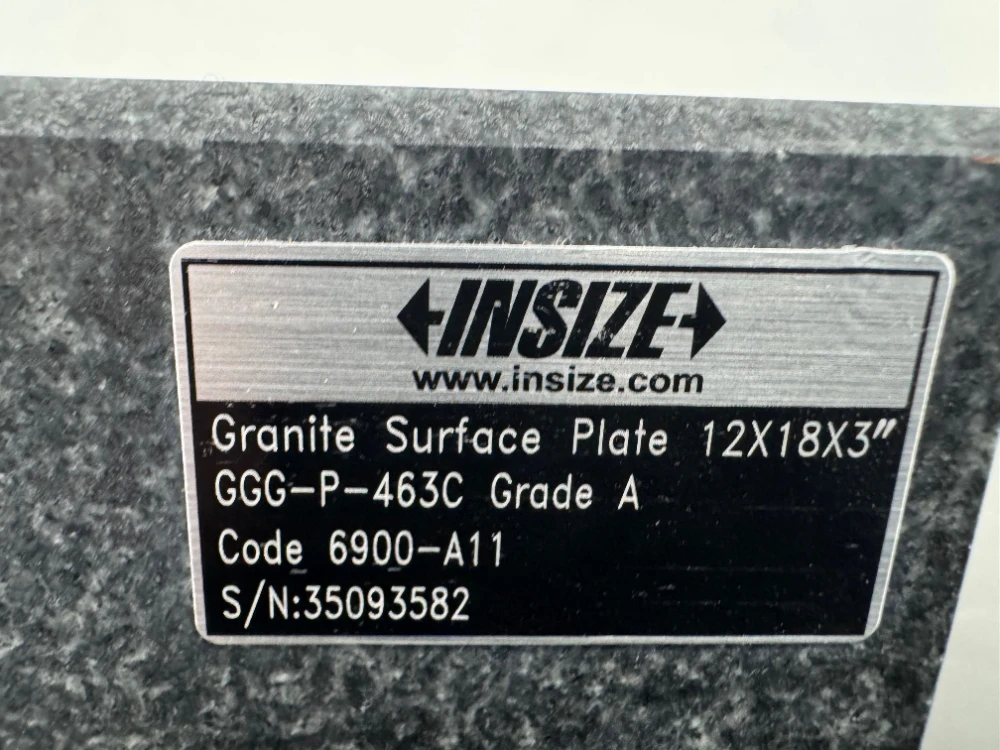 INSIZE
www.insize.com
Granite Surface Plate 12X18X3"
GGG-P-463C Grade A
Code 6900-A11
S/N:35093582